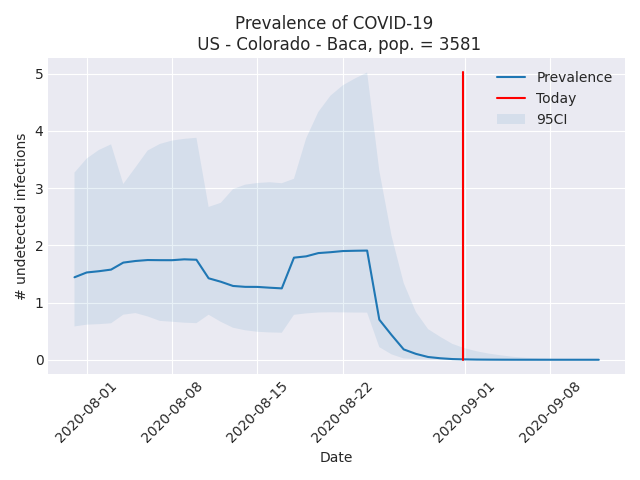 Prevalence of COVID-19
US - Colorado - Baca, pop. = 3581
Prevalence
Today
95CI
# undetected infections
5
4
3
2
1
0
2020-08-01
2020-08-08
2020-08-15
2020-08-22
2020-09-01
2020-09-08
Date